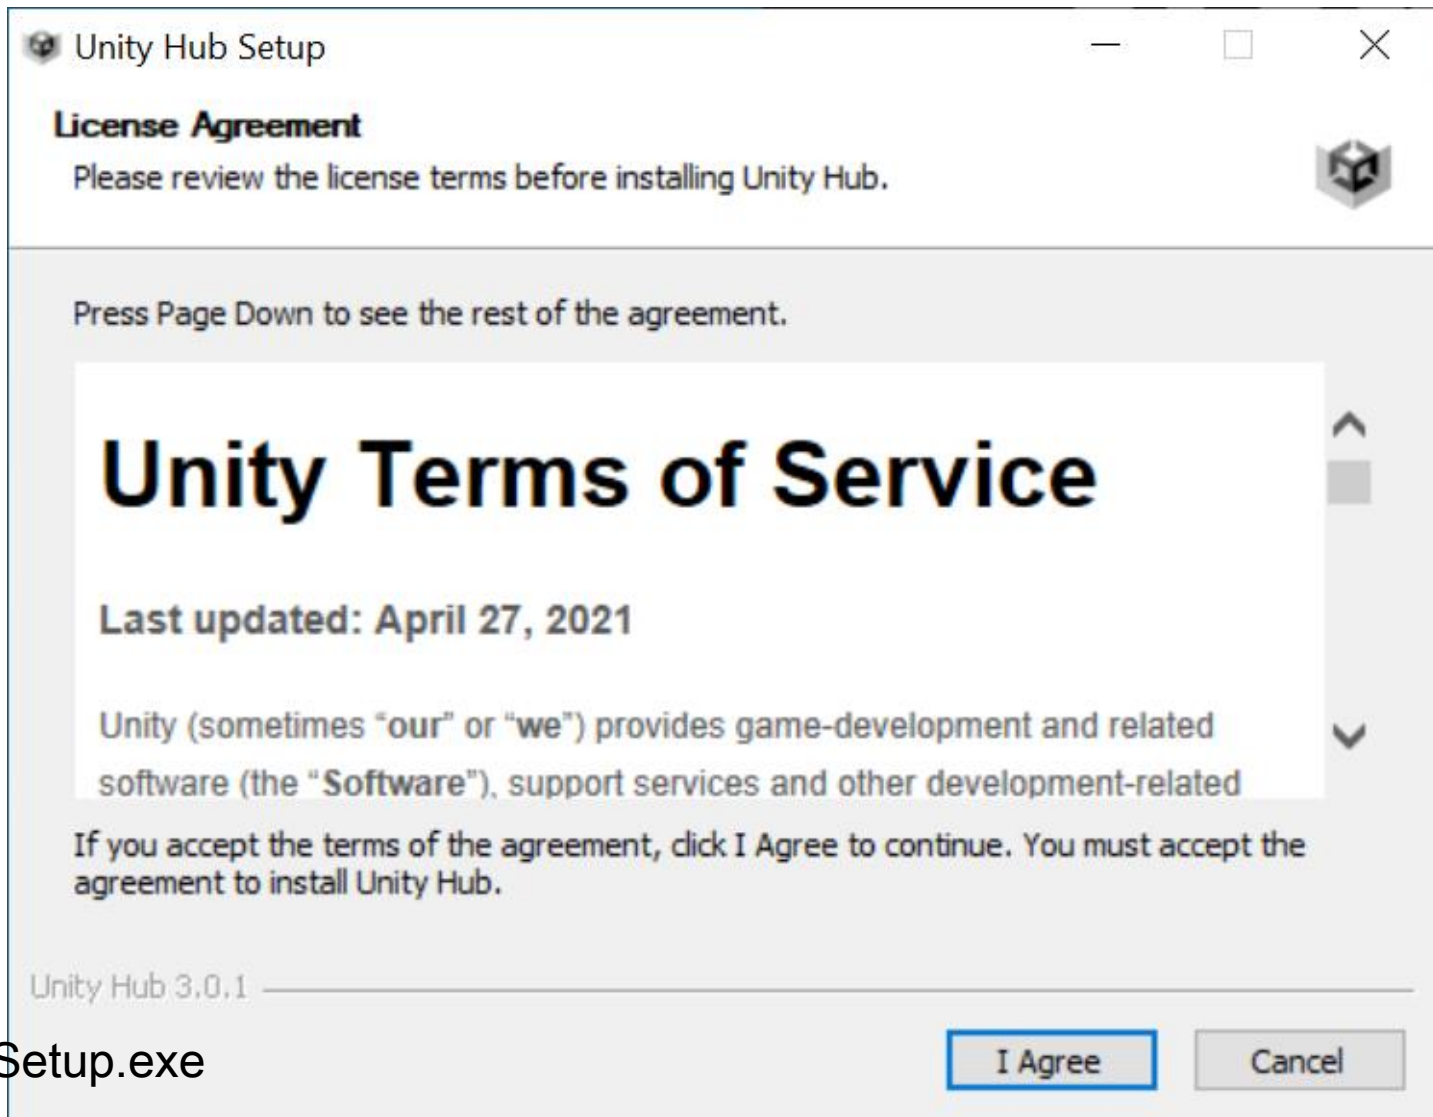 Unity Hub Setup
License Agreement
Please review the license terms before installing Unity Hub.
Press Page Down to see the rest of the agreement.
Unity Terms of Service
Last updated: April 27, 2021
Unity (sometimes “our” or “we”) provides game-development and related
software (the “Software”), support services and other development-related
If you accept the terms of the agreement, click I Agree to continue. You must accept the
agreement to install Unity Hub.
Unity Hub 3.0.1
Setup.exe
I Agree
Cancel